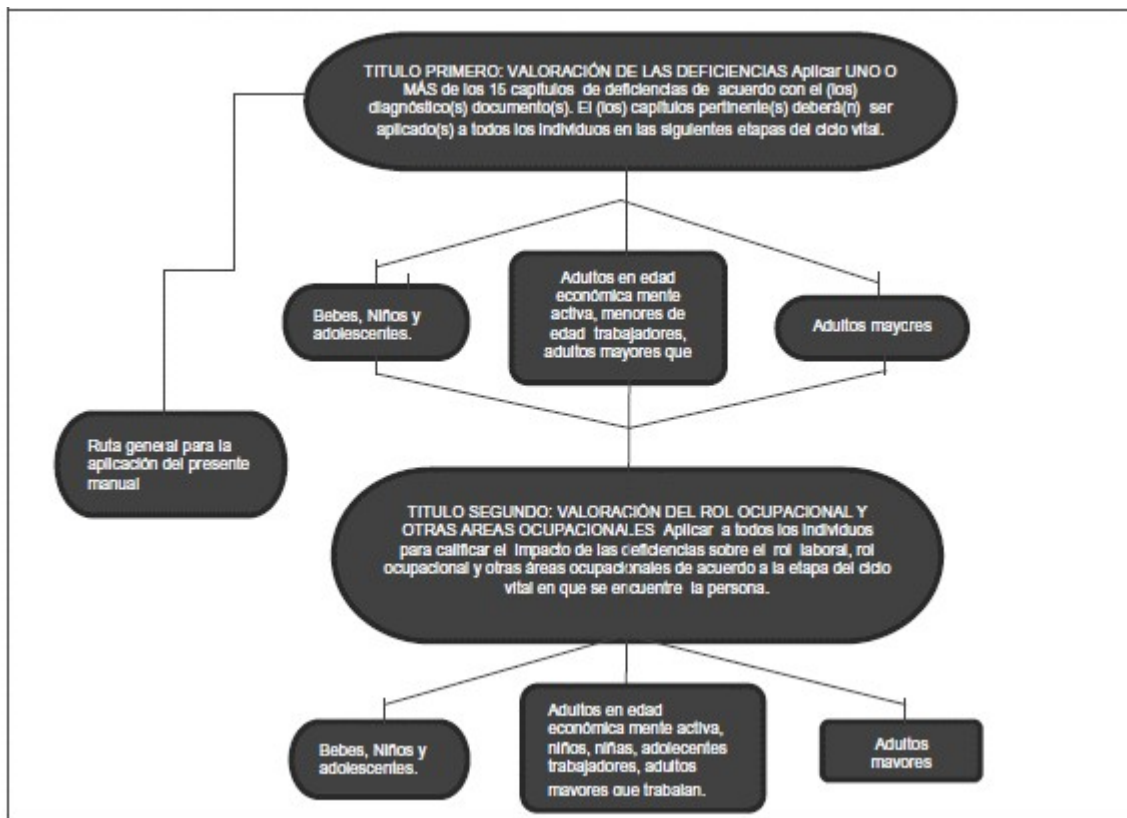 TITULO PRIMERO: VALORACIÓN DE LAS DEFICIENCIAS Aplicar UNO O
MÁS de los 15 capítulos de deficiencias de acuerdo con el (los)
diagnóstico(s) documento(s). El (los) capítulos pertinente(s) deberá(n) ser
aplicado(s) a todos los individuos en las siguientes etapas del ciclo vital.
Bebes, Niños y
adolescentes.
Adultos en edad
económica mente
activa, menores de
edad trabajadores,
adultos mayores que
Adultos mayores
Ruta general para la
aplicación del presente
manual
TITULO SEGUNDO: VALORACIÓN DEL ROL OCUPACIONAL Y
OTRAS AREAS OCUPACIONALES Aplicar a todos los individuos
para calificar el impacto de las deficiencias sobre el rol laboral, rol
ocupacional y otras áreas ocupacionales de acuerdo a la etapa del ciclo
vital en que se encuentre la persona.
Bebes, Niños y
adolescentes.
Adultos en edad
económica mente activa,
niños, niñas, adolecentes
trabajadores, adultos
mayores que trabajan.
Adultos
mayores